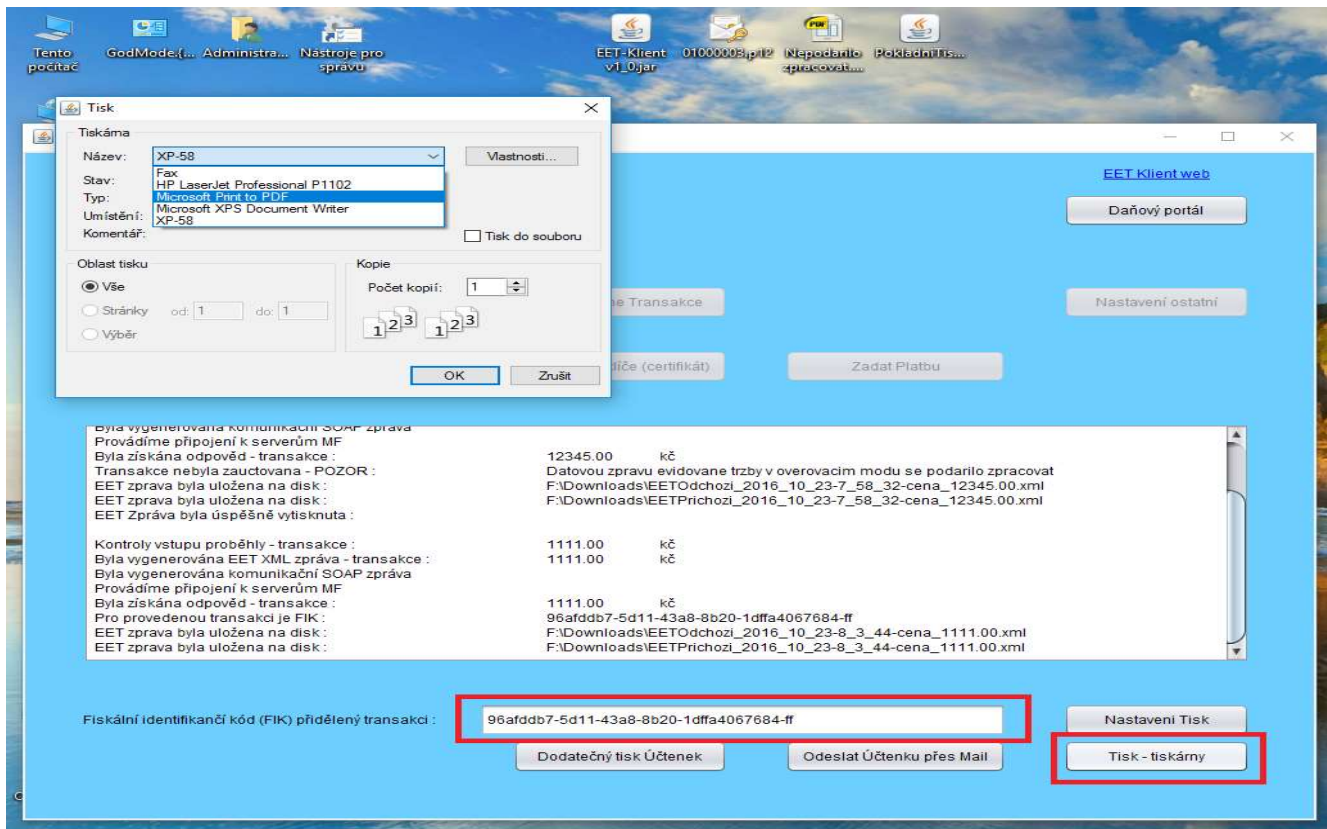 Tento počítač
GodMode.{...
Administra...
Nástroje pro správu
EET-Klient v1_0.jar
01000003.p12
Nepodarilo zpracovat....
PokladniTis...
Tisk
Tiskárna
Název: XP-58 Vlastnosti...
Fax
Stav: HP LaserJet Professional P1102
Typ: Microsoft Print to PDF
Microsoft XPS Document Writer
Umístění: XP-58
Komentář: Tisk do souboru
Oblast tisku
Kopie
Vše
Počet kopií: 1
Stránky od: 1 do: 1
Výběr
1 2 3 1 2 3
OK Zrušit
EET Klient web
Daňový portál
Transakce
Nastavení ostatní
(certifikát)
Zadat Platbu
Byla vygenerována komunikační SOAP zpráva
Provádíme připojení k serverům MF
Byla získána odpověd - transakce : 12345.00 kč
Transakce nebyla zauctovana - POZOR : Datovou zpravu evidovane trzby v overovacim modu se podarilo zpracovat
EET zprava byla uložena na disk : F:\Downloads\EETOdchozi_2016_10_23-7_58_32-cena_12345.00.xml
EET zprava byla uložena na disk : F:\Downloads\EETPrichozi_2016_10_23-7_58_32-cena_12345.00.xml
EET Zpráva byla úspěšně vytisknuta :
Kontroly vstupu proběhly - transakce : 1111.00 kč
Byla vygenerována EET XML zpráva - transakce : 1111.00 kč
Byla vygenerována komunikační SOAP zpráva
Provádíme připojení k serverům MF
Byla získána odpověd - transakce : 1111.00 kč
Pro provedenou transakci je FIK : 96afddb7-5d11-43a8-8b20-1dffa4067684-ff
EET zprava byla uložena na disk : F:\Downloads\EETOdchozi_2016_10_23-8_3_44-cena_1111.00.xml
EET zprava byla uložena na disk : F:\Downloads\EETPrichozi_2016_10_23-8_3_44-cena_1111.00.xml
Fiskální identifikančí kód (FIK) přidělený transakci : 96afddb7-5d11-43a8-8b20-1dffa4067684-ff
Nastaveni Tisk
Dodatečný tisk Účtenek
Odeslat Účtenku přes Mail
Tisk - tiskárny